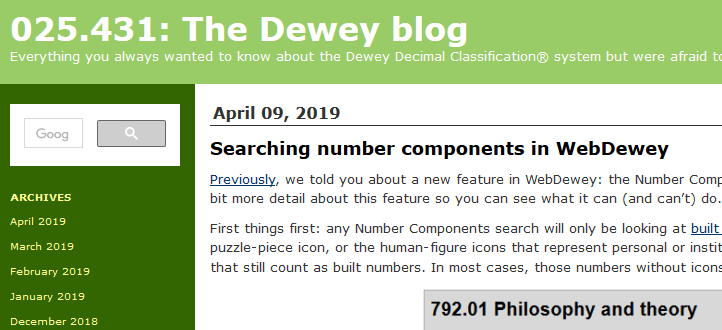 025.431: The Dewey blog
Everything you always wanted to know about the Dewey Decimal Classification® system but were afraid to
Goog
ARCHIVES
April 2019
March 2019
February 2019
January 2019
December 2018
April 09, 2019
Searching number components in WebDewey
Previously, we told you about a new feature in WebDewey: the Number Comp
bit more detail about this feature so you can see what it can (and can't) do.
First things first: any Number Components search will only be looking at built
puzzle-piece icon, or the human-figure icons that represent personal or instit
that still count as built numbers. In most cases, those numbers without icons
792.01 Philosophy and theory